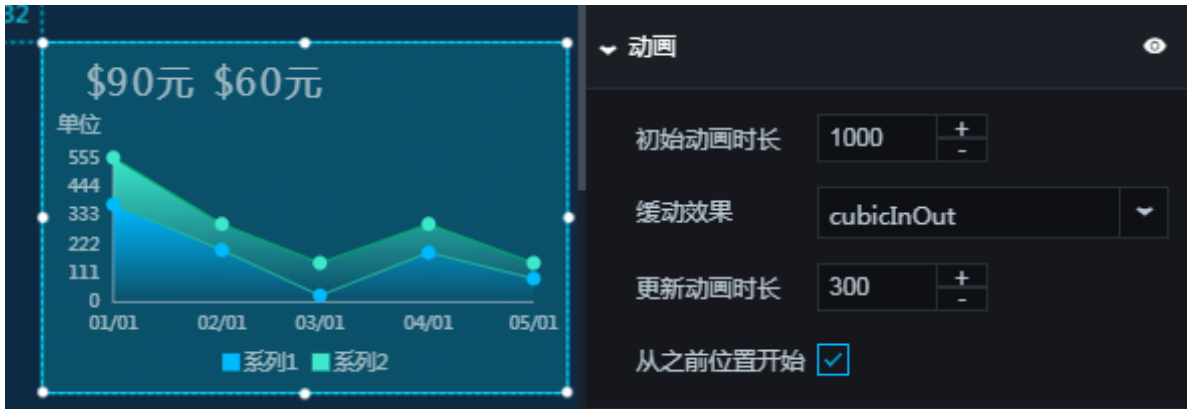 32
$90元 $60元
单位
555
444
333
222
111
0
01/01 02/01 03/01 04/01 05/01
系列1 系列2
动画
初始动画时长 1000 + -
缓动效果 cubicInOut
更新动画时长 300 + -
从之前位置开始